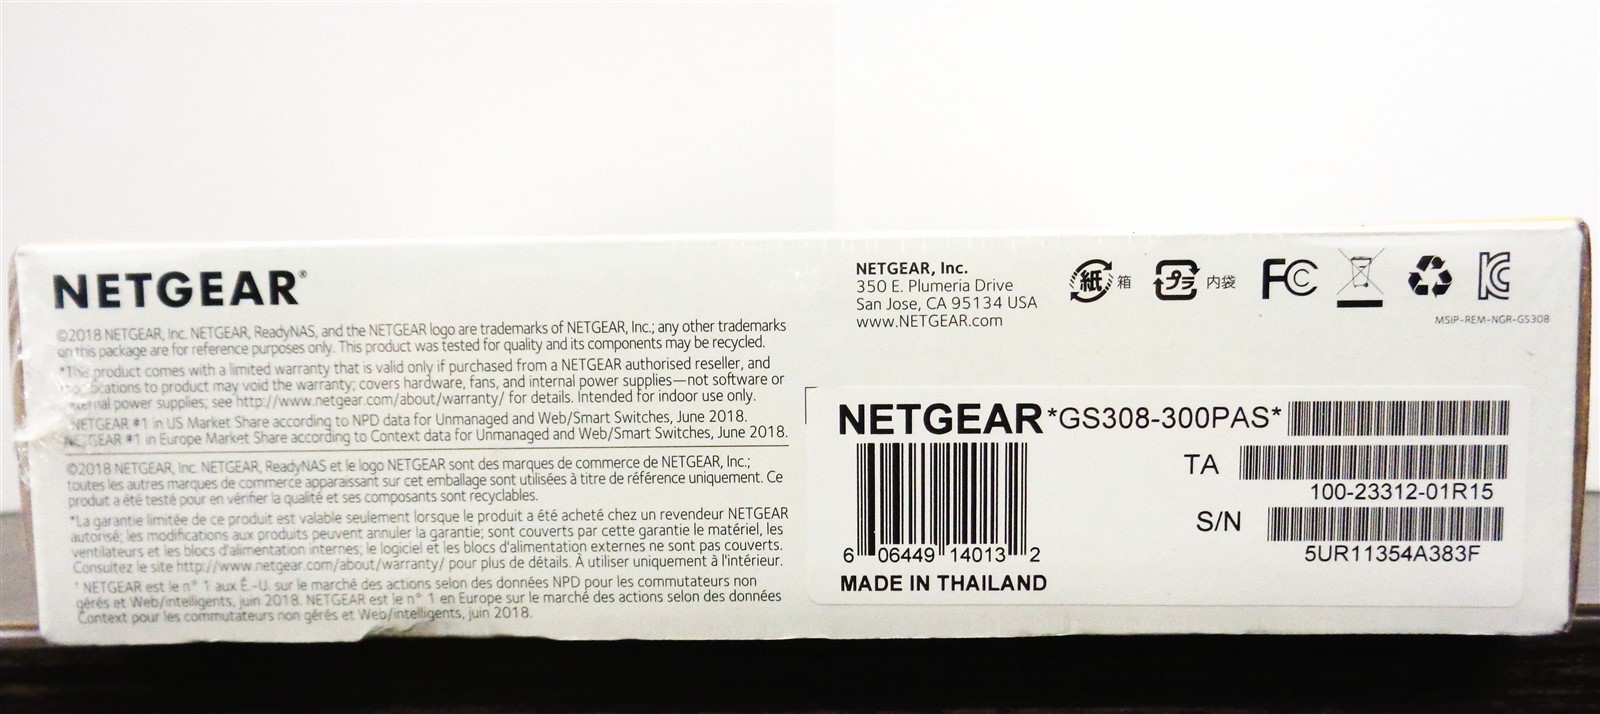 NETGEAR®
©2018 NETGEAR, Inc. NETGEAR, ReadyNAS, and the NETGEAR logo are trademarks of NETGEAR, Inc.; any other trademarks
on this package are for reference purposes only. This product was tested for quality and its components may be recycled.
*This product comes with a limited warranty that is valid only if purchased from a NETGEAR authorised reseller, and
to product may void the warranty; covers hardware, fans, and internal power supplies—not software or
external power supplies; see http://www.netgear.com/about/warranty/ for details. Intended for indoor use only.
NETGEAR #1 in US Market Share according to NPD data for Unmanaged and Web/Smart Switches, June 2018.
NETGEAR #1 in Europe Market Share according to Context data for Unmanaged and Web/Smart Switches, June 2018.
©2018 NETGEAR, Inc. NETGEAR, ReadyNAS et le logo NETGEAR sont des marques de commerce de NETGEAR, Inc.;
toutes les autres marques de commerce apparaissant sur cet emballage sont utilisées à titre de référence uniquement. Ce
produit a été testé pour en vérifier la qualité et ses composants sont recyclables.
*La garantie limitée de ce produit est valable seulement lorsque le produit a été acheté chez un revendeur NETGEAR
autorisé; les modifications aux produits peuvent annuler la garantie; sont couverts par cette garantie le matériel, les
ventilateurs et les blocs d'alimentation internes; le logiciel et les blocs d'alimentation externes ne sont pas couverts.
Consultez le site http://www.netgear.com/about/warranty/ pour plus de détails. À utiliser uniquement à l'intérieur.
† NETGEAR est le n° 1 aux É.-U. sur le marché des actions selon des données NPD pour les commutateurs non
gérés et Web/intelligents, juin 2018. NETGEAR est le n° 1 en Europe sur le marché des actions selon des données
Context pour les commutateurs non gérés et Web/intelligents, juin 2018.
NETGEAR, Inc.
350 E. Plumeria Drive
San Jose, CA 95134 USA
www.NETGEAR.com
紙 箱 プラ 内袋 FC KC
MSIP-REM-NGR-GS308
NETGEAR *GS308-300PAS*
TA
100-23312-01R15
S/N
5UR11354A383F
6 06449 14013 2
MADE IN THAILAND